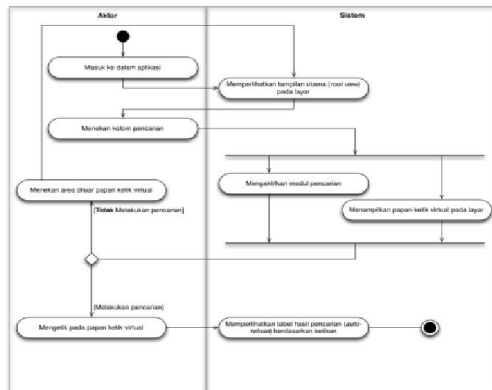 Aktor
Sistem
Masuk ke dalam aplikasi
Memperlihatkan tampilan utama (root view)
pada layar
Menekan kolom pencarian
Mengaktifkan modul pencarian
Menekan area diluar papan ketik virtual
Menampilkan papan ketik virtual pada layar
[Tidak Melakukan pencarian]
[Melakukan pencarian]
Mengetik pada papan ketik virtual
Memperlihatkan tabel hasil pencarian (auto-
reload) berdasarkan ketikan